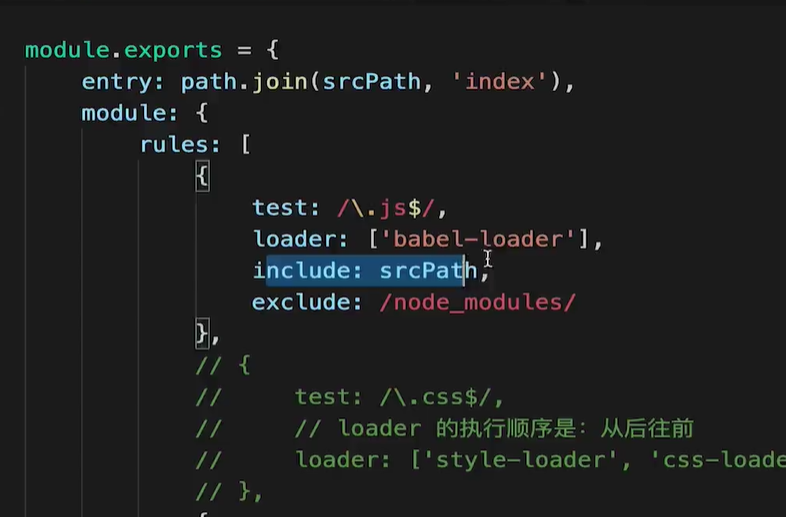 module.exports = {
entry: path.join(srcPath, 'index'),
module: {
rules: [
{
test: /\.js$/,
loader: ['babel-loader'],
include: srcPath,
exclude: /node_modules/
},
// {
// test: /\.css$/,
// // loader 的执行顺序是：从后往前
// loader: ['style-loader', 'css-loade
// },
{